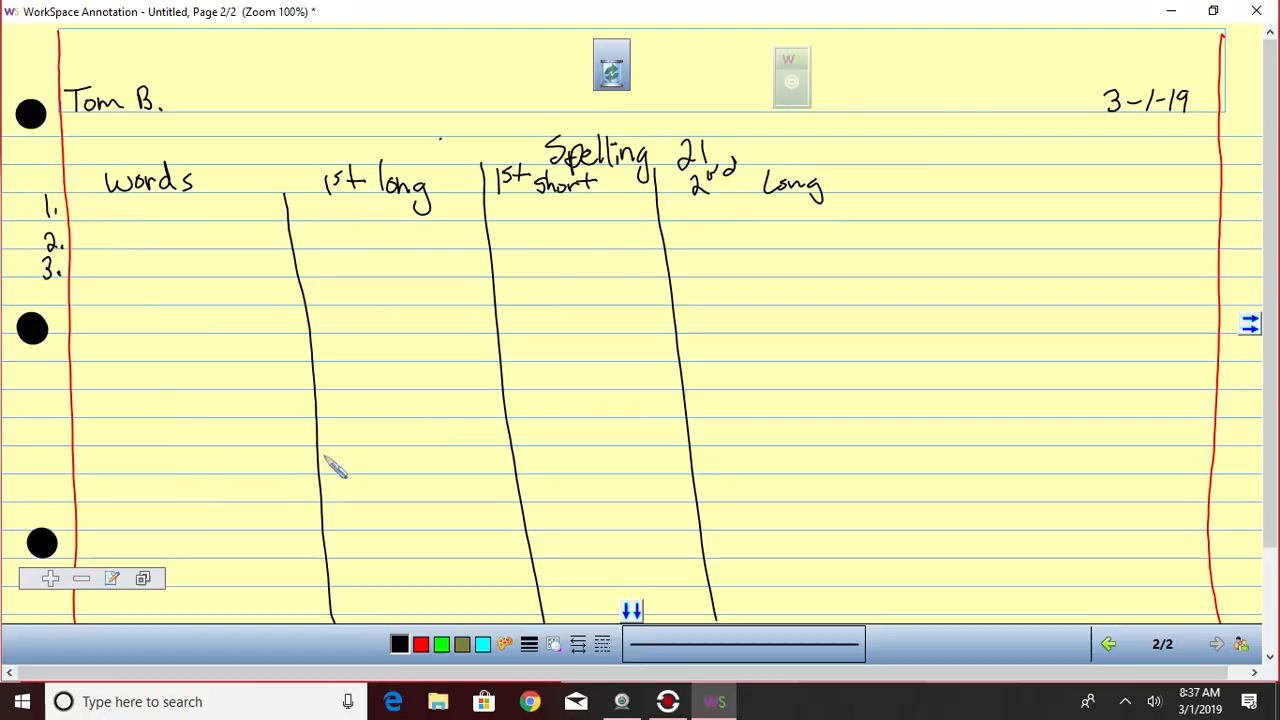 WorkSpace Annotation - Untitled, Page 2/2 (Zoom 100%) *
W
Tom B.
3-1-19
Spelling 21
words 1st long 1st short 2nd Long
1.
2.
3.
2/2
Type here to search
WS
8:37 AM
3/1/2019